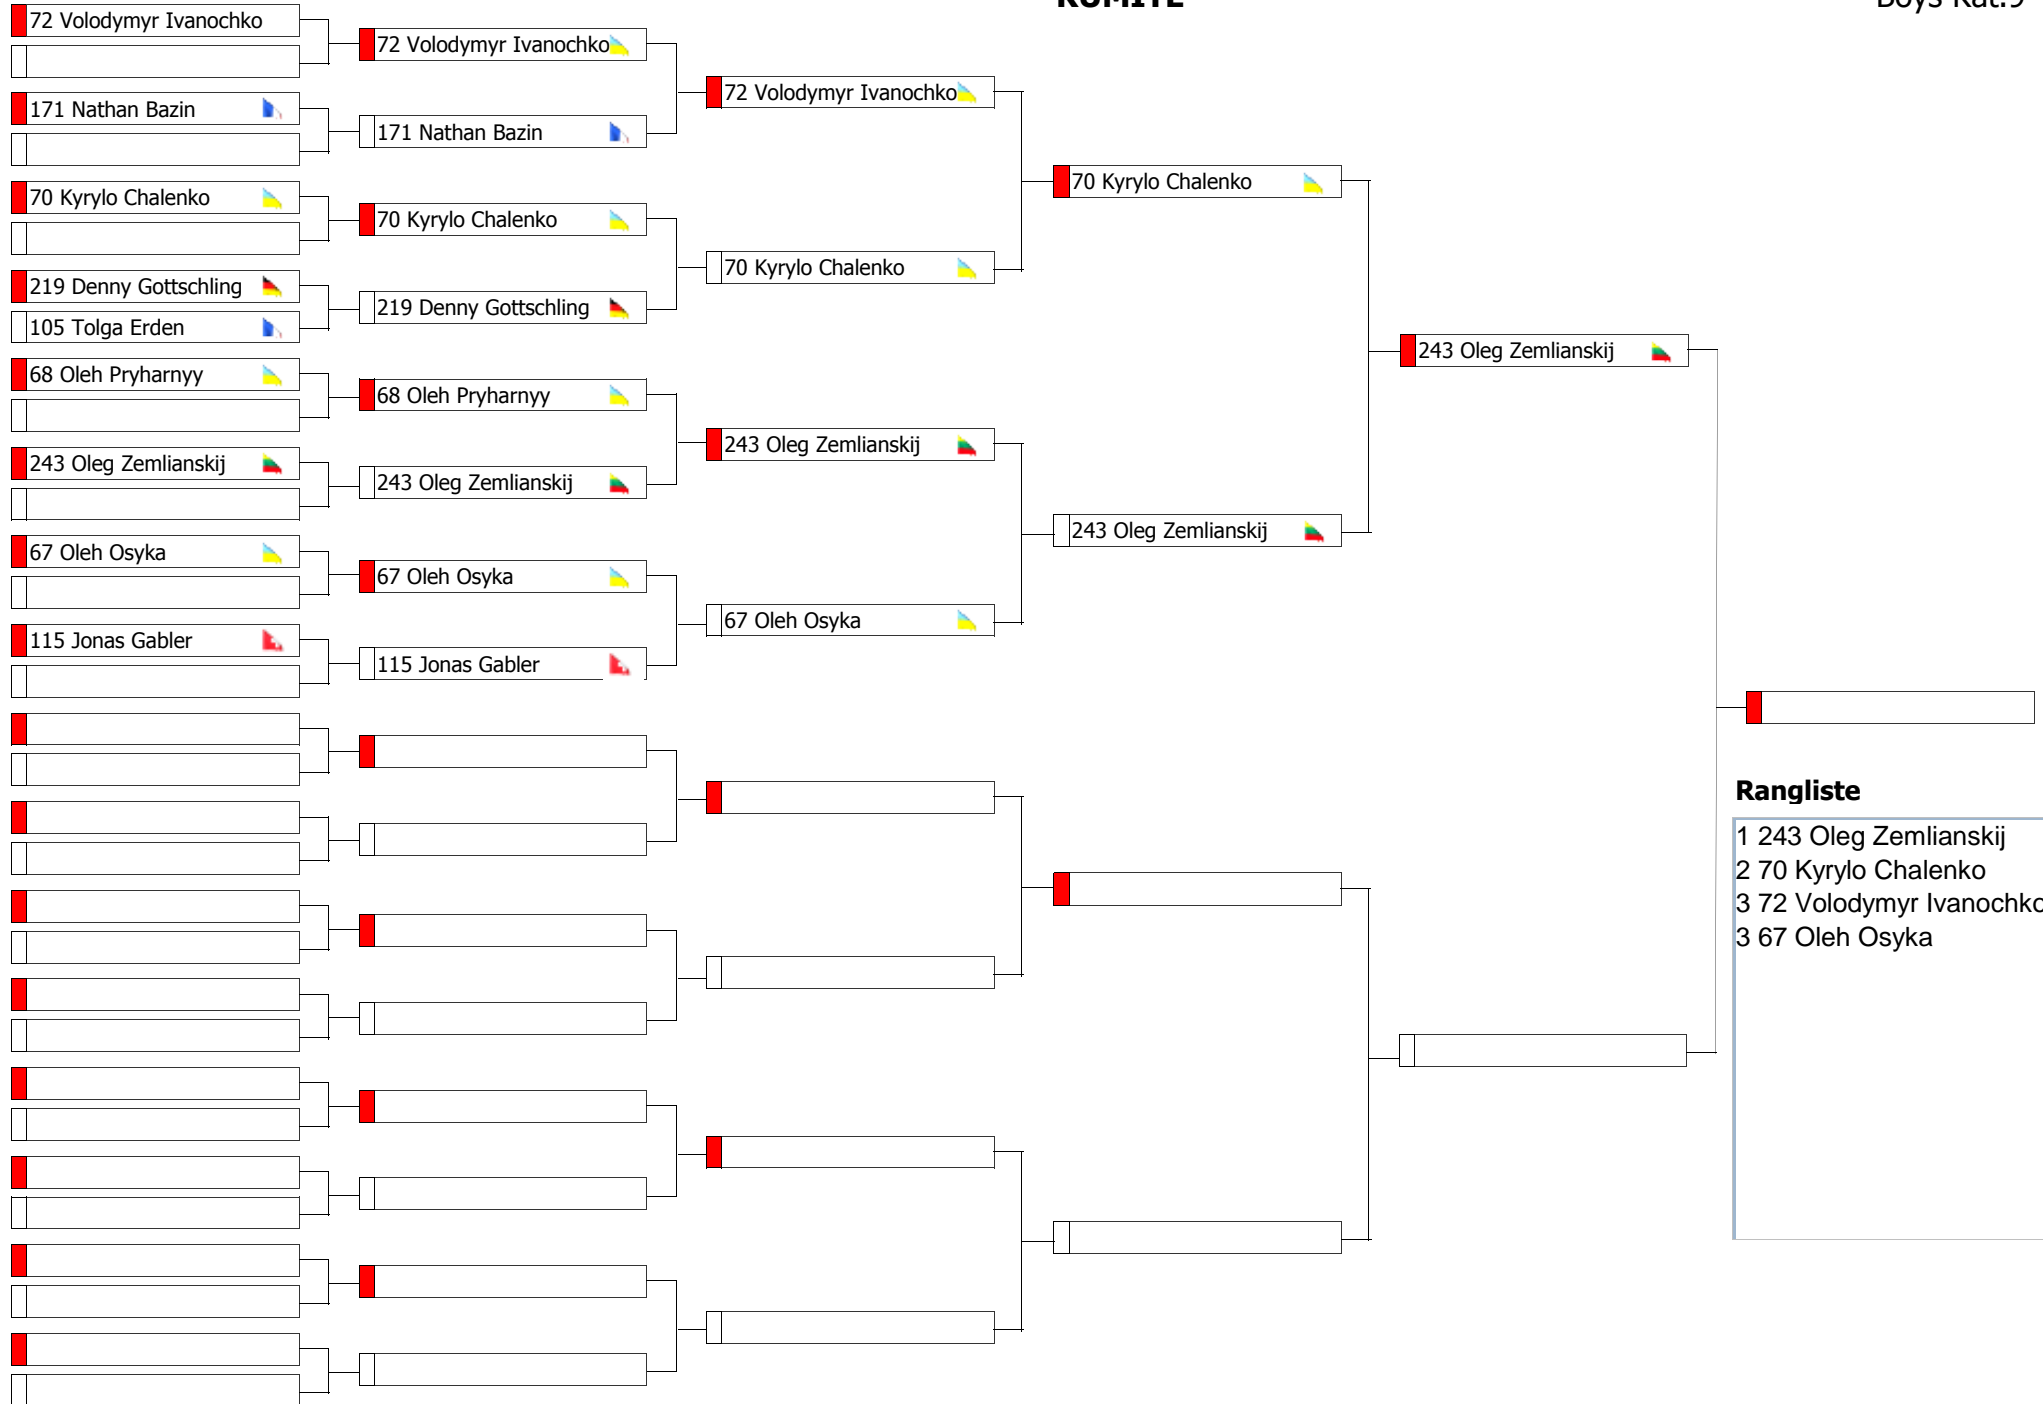 KUMITE
Boys Kat.9
72 Volodymyr Ivanochko
171 Nathan Bazin
70 Kyrylo Chalenko
219 Denny Gottschling
105 Tolga Erden
68 Oleh Pryharnyy
243 Oleg Zemlianskij
67 Oleh Osyka
115 Jonas Gabler
72 Volodymyr Ivanochko
171 Nathan Bazin
70 Kyrylo Chalenko
219 Denny Gottschling
68 Oleh Pryharnyy
243 Oleg Zemlianskij
67 Oleh Osyka
115 Jonas Gabler
72 Volodymyr Ivanochko
70 Kyrylo Chalenko
243 Oleg Zemlianskij
67 Oleh Osyka
70 Kyrylo Chalenko
243 Oleg Zemlianskij
243 Oleg Zemlianskij
Rangliste
1 243 Oleg Zemlianskij
2 70 Kyrylo Chalenko
3 72 Volodymyr Ivanochko
3 67 Oleh Osyka